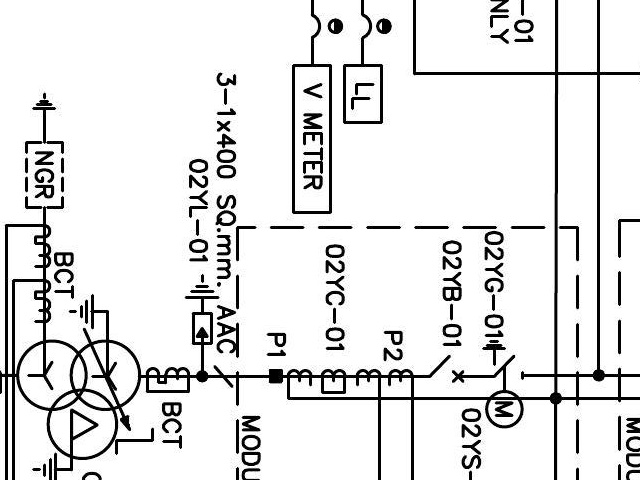 -01
NLY
LL
V METER
3-1x400 SQ.mm. AAC
02YL-01
NGR
BCT
02YG-01
02YB-01
02YC-01
P2
P1
M
BCT
02YS-
MODU
MODU